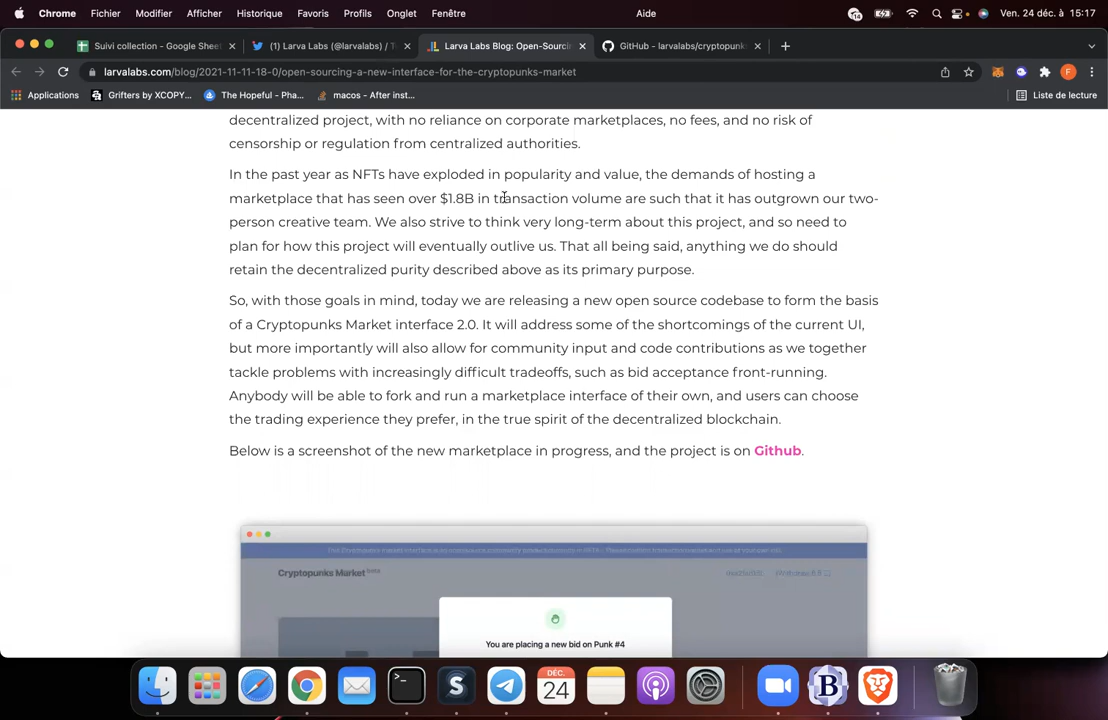 Chrome Fichier Modifier Afficher Historique Favoris Profils Onglet Fenêtre Aide 14 Ven. 24 déc. à 15:17
Suivi collection - Google Sheet (1) Larva Labs (@larvalabs) / T Larva Labs Blog: Open-Sourcin GitHub - larvalabs/cryptopunk
larvalabs.com/blog/2021-11-11-18-0/open-sourcing-a-new-interface-for-the-cryptopunks-market F
Applications Grifters by XCOPY... The Hopeful - Pha... macos - After inst... Liste de lecture
decentralized project, with no reliance on corporate marketplaces, no fees, and no risk of
censorship or regulation from centralized authorities.
In the past year as NFTs have exploded in popularity and value, the demands of hosting a
marketplace that has seen over $1.8B in transaction volume are such that it has outgrown our two-
person creative team. We also strive to think very long-term about this project, and so need to
plan for how this project will eventually outlive us. That all being said, anything we do should
retain the decentralized purity described above as its primary purpose.
So, with those goals in mind, today we are releasing a new open source codebase to form the basis
of a Cryptopunks Market interface 2.0. It will address some of the shortcomings of the current UI,
but more importantly will also allow for community input and code contributions as we together
tackle problems with increasingly difficult tradeoffs, such as bid acceptance front-running.
Anybody will be able to fork and run a marketplace interface of their own, and users can choose
the trading experience they prefer, in the true spirit of the decentralized blockchain.
Below is a screenshot of the new marketplace in progress, and the project is on Github.
Cryptopunks Market beta
You are placing a new bid on Punk #4
DÉC.
24